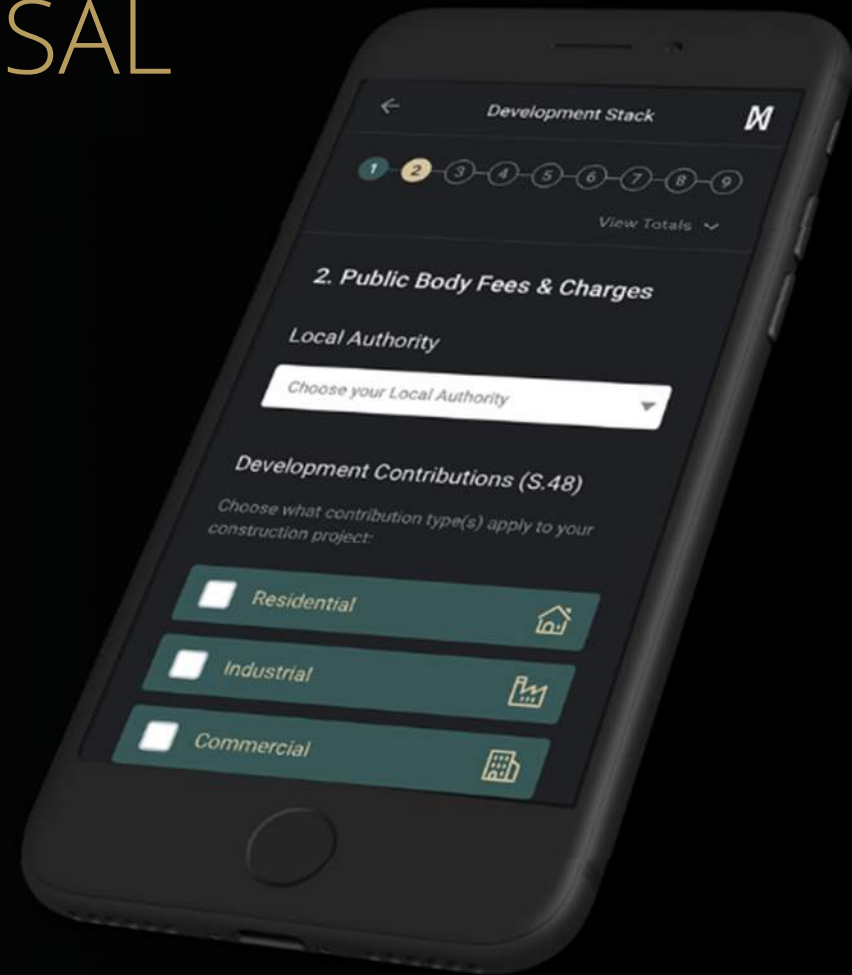 SAL
Development Stack
1 2 3 4 5 6 7 8 9
View Totals
2. Public Body Fees & Charges
Local Authority
Choose your Local Authority
Development Contributions (S.48)
Choose what contribution type(s) apply to your
construction project:
Residential
Industrial
Commercial